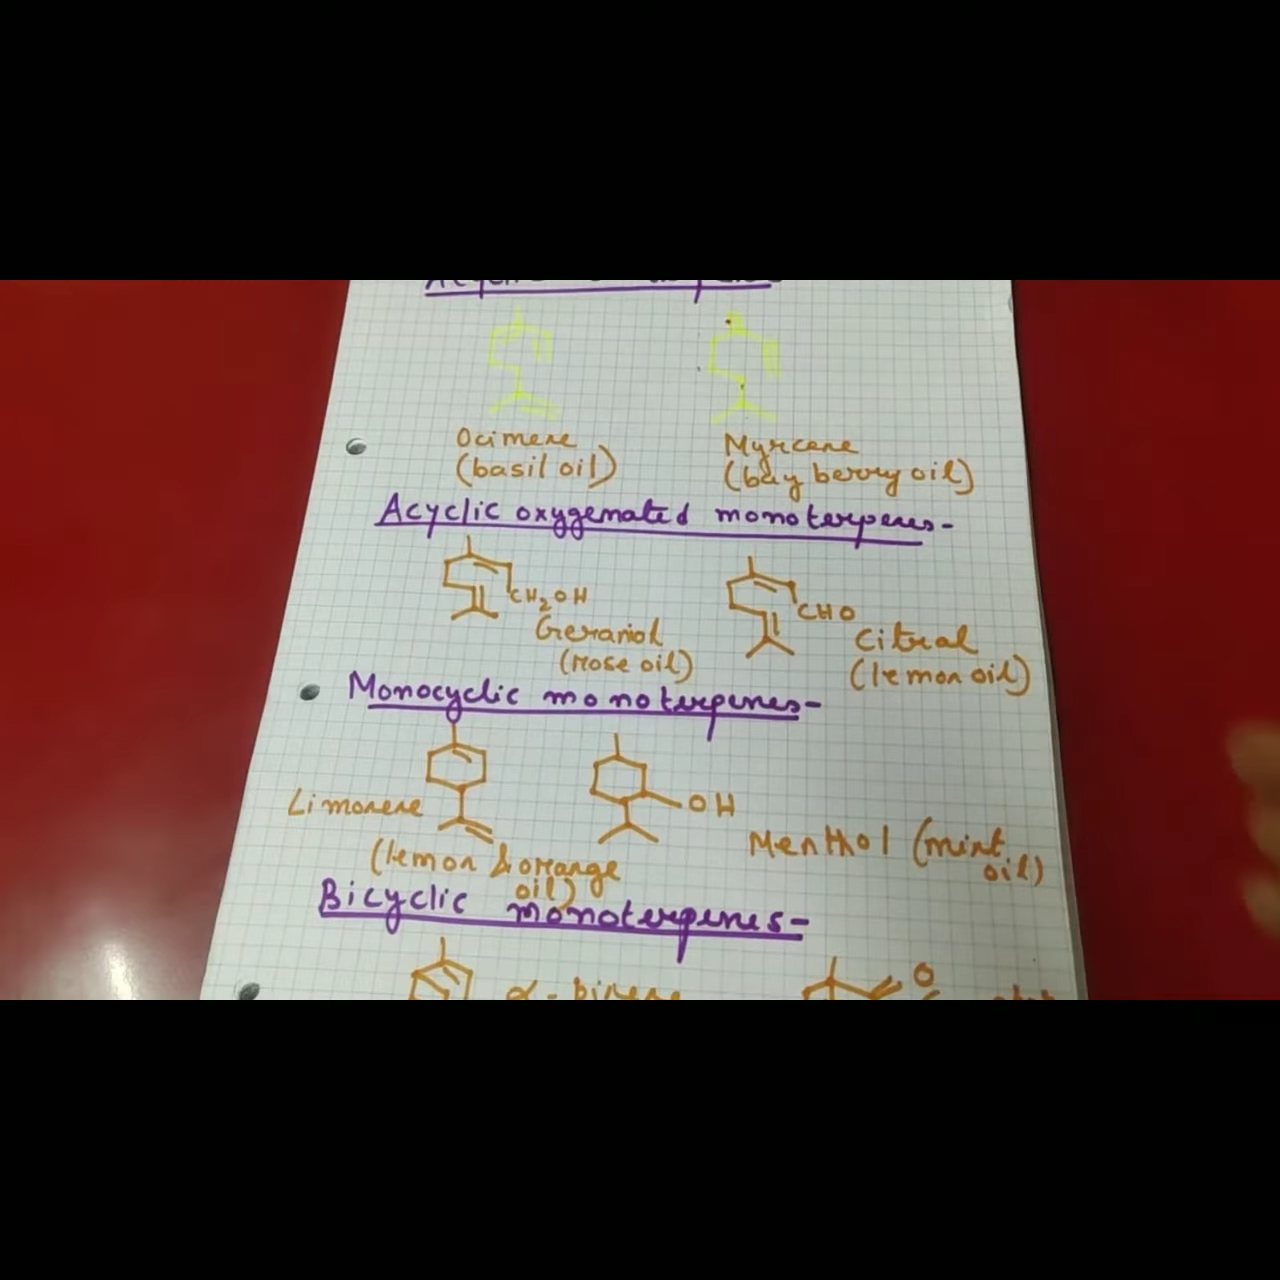 Ocimene
Myrcene
(basil oil)
(bay berry oil)
Acyclic oxygenated monoterpenes-
CH2OH
CHO
Geraniol
Citral
(rose oil)
(lemon oil)
Monocyclic monoterpenes-
Limonene
OH
Menthol (mint
oil)
(lemon & orange
oil)
Bicyclic monoterpenes-
O
α-pinene